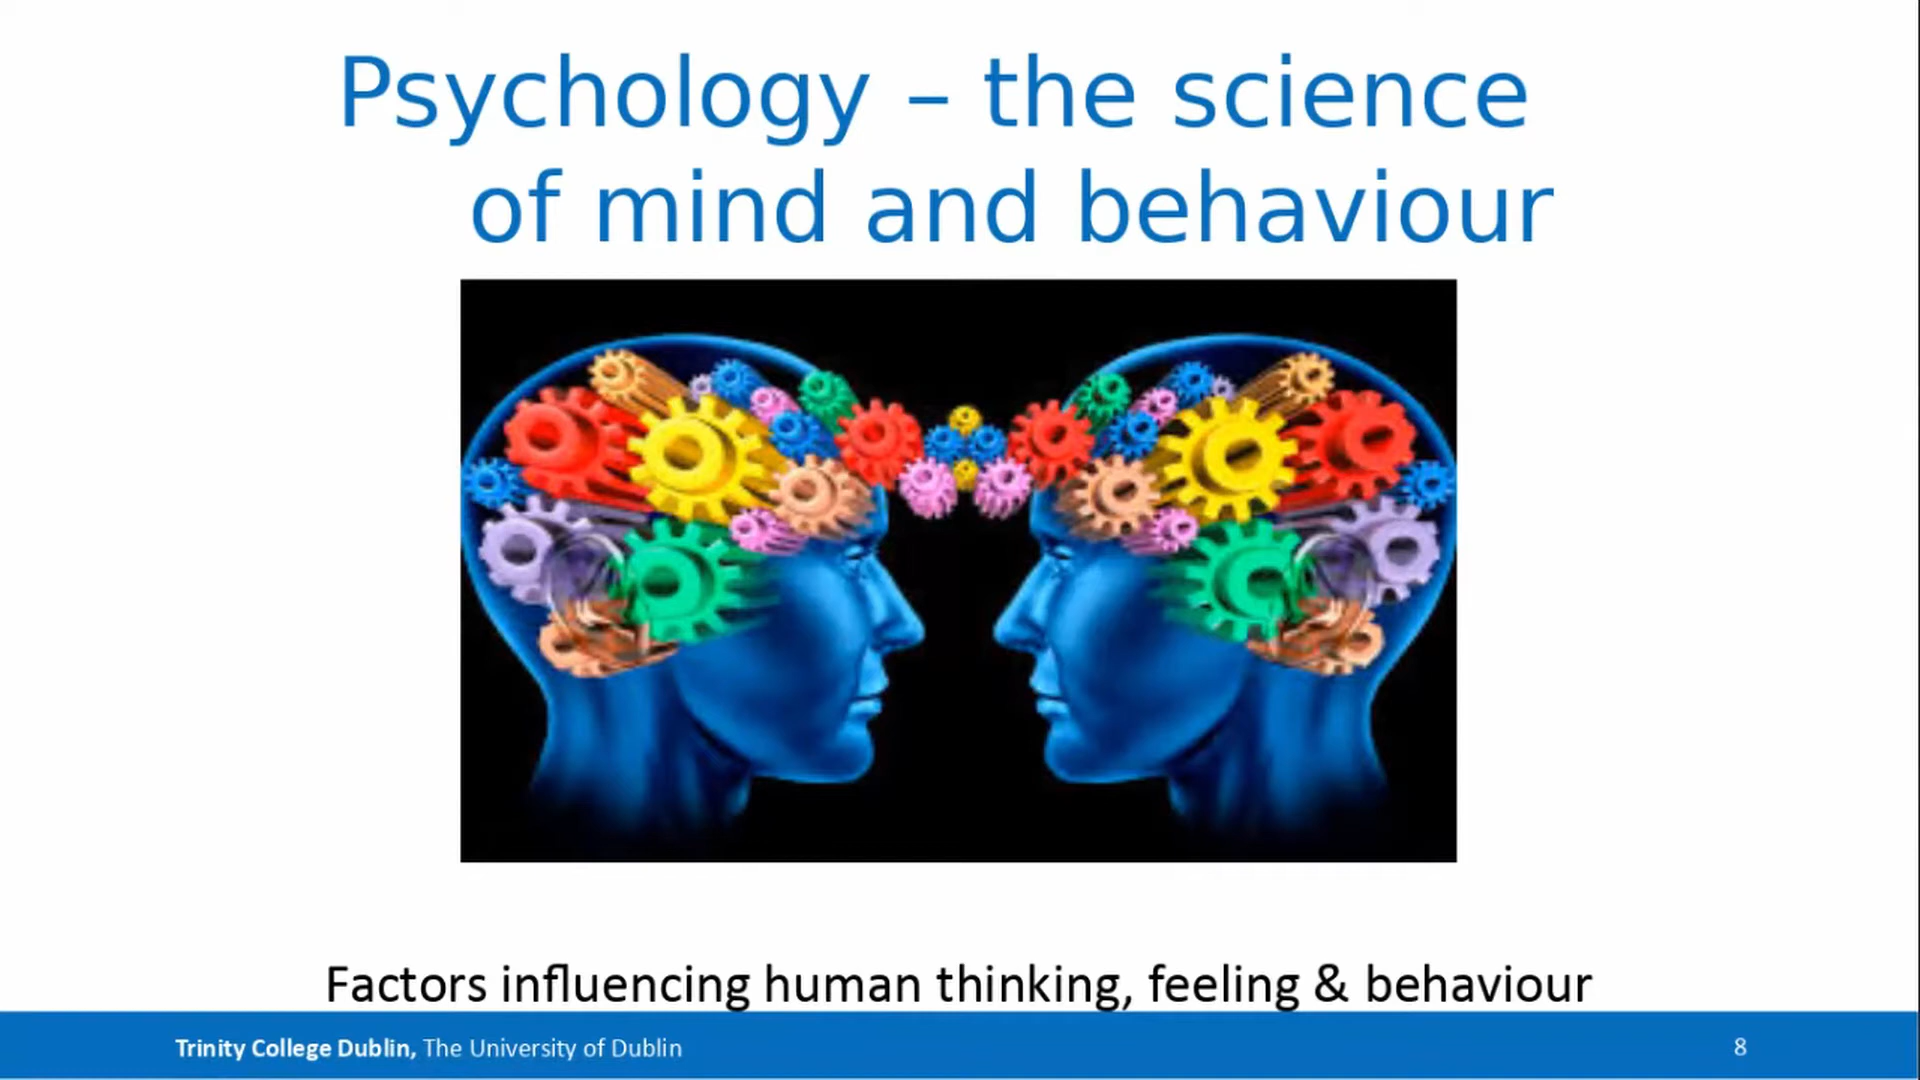 Psychology – the science
of mind and behaviour
Factors influencing human thinking, feeling & behaviour
Trinity College Dublin, The University of Dublin
8